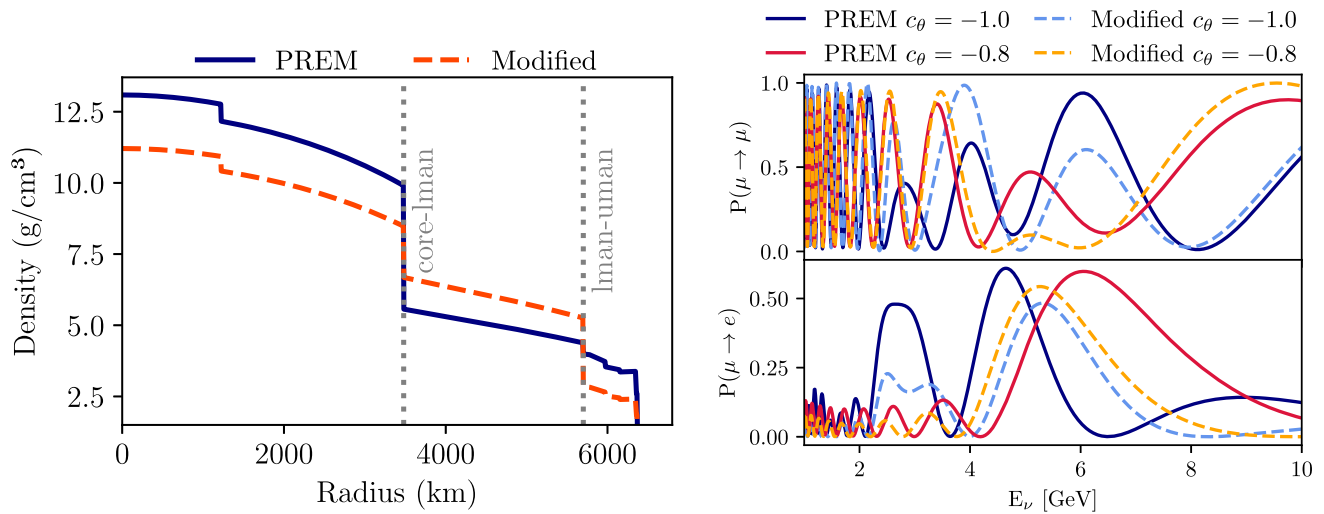 PREM
Modified
Density (g/cm³)
12.5
10.0
7.5
5.0
2.5
core-lman
lman-uman
0
2000
4000
6000
Radius (km)
PREM c_θ = −1.0
Modified c_θ = −1.0
PREM c_θ = −0.8
Modified c_θ = −0.8
P(μ → μ)
1.0
0.5
0.0
P(μ → e)
0.50
0.25
0.00
2
4
6
8
10
E_ν [GeV]